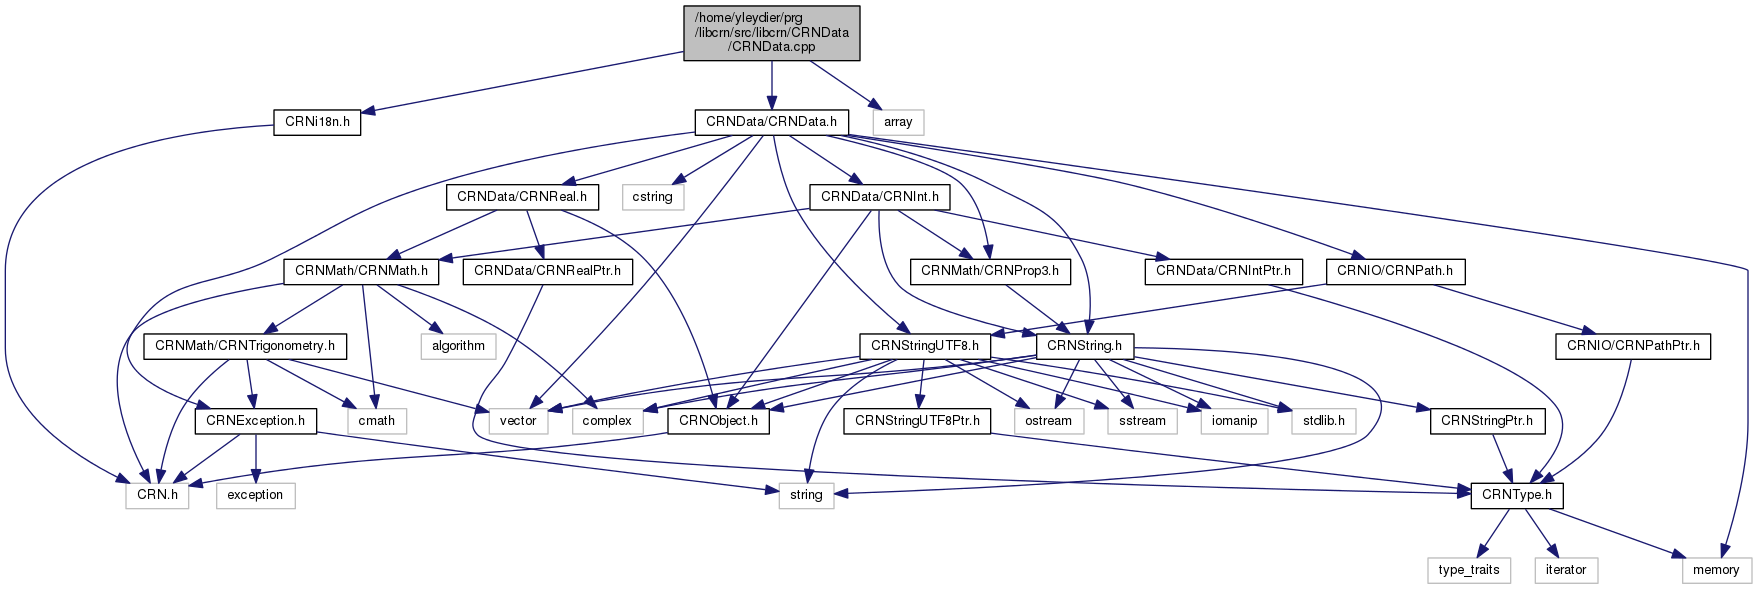 /home/yleydier/prg
/libcrn/src/libcrn/CRNData
/CRNData.cpp
CRNi18n.h
CRNData/CRNData.h
array
CRNData/CRNReal.h
cstring
CRNData/CRNInt.h
CRNMath/CRNMath.h
CRNData/CRNRealPtr.h
CRNMath/CRNProp3.h
CRNData/CRNIntPtr.h
CRNIO/CRNPath.h
CRNMath/CRNTrigonometry.h
algorithm
CRNStringUTF8.h
CRNString.h
CRNIO/CRNPathPtr.h
CRNException.h
cmath
vector
complex
CRNObject.h
CRNStringUTF8Ptr.h
ostream
sstream
iomanip
stdlib.h
CRNStringPtr.h
CRN.h
exception
string
CRNType.h
type_traits
iterator
memory